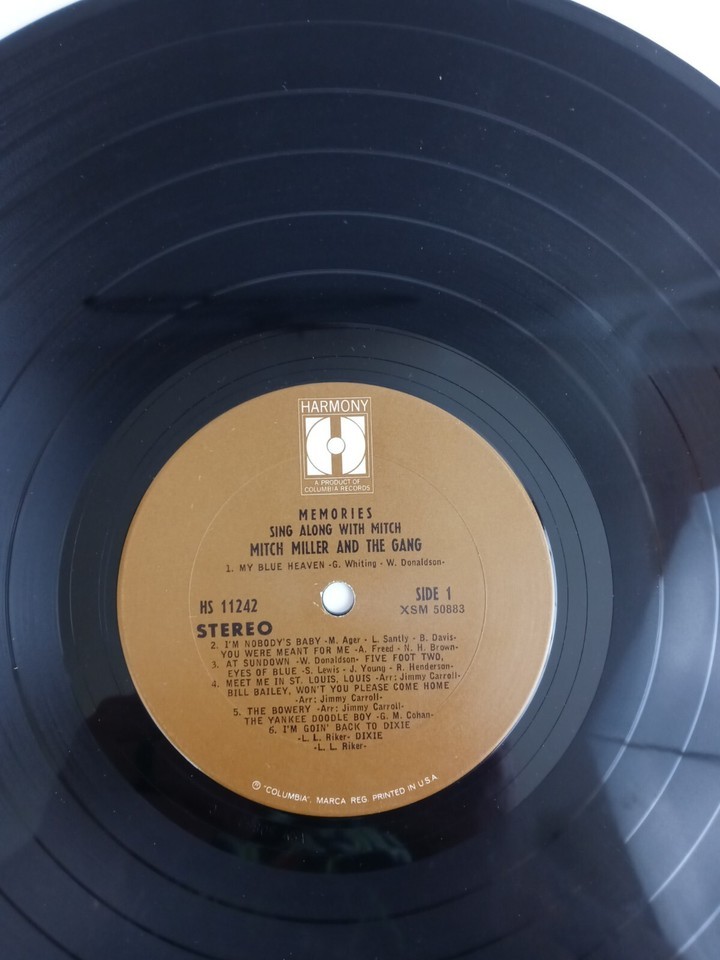 HARMONY
A PRODUCT OF
COLUMBIA RECORDS
MEMORIES
SING ALONG WITH MITCH
MITCH MILLER AND THE GANG
1. MY BLUE HEAVEN -G. Whiting - W. Donaldson-
HS 11242
SIDE 1
XSM 50883
STEREO
2. I'M NOBODY'S BABY -M. Ager - L. Santly - B. Davis-
YOU WERE MEANT FOR ME -A. Freed - N. H. Brown-
3. AT SUNDOWN -W. Donaldson- FIVE FOOT TWO,
EYES OF BLUE -S. Lewis - J. Young - R. Henderson-
4. MEET ME IN ST. LOUIS, LOUIS -Arr: Jimmy Carroll-
BILL BAILEY, WON'T YOU PLEASE COME HOME
-Arr: Jimmy Carroll-
5. THE BOWERY -Arr: Jimmy Carroll-
THE YANKEE DOODLE BOY -G. M. Cohan-
6. I'M GOIN' BACK TO DIXIE
-L. L. Riker- DIXIE
-L. L. Riker-
Ⓟ "COLUMBIA", MARCA REG. PRINTED IN U.S.A.